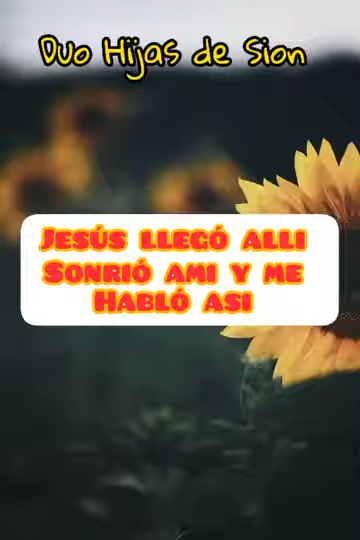 Duo Hijas de Sion
Jesús llegó alli
Sonrió ami y me
Habló asi